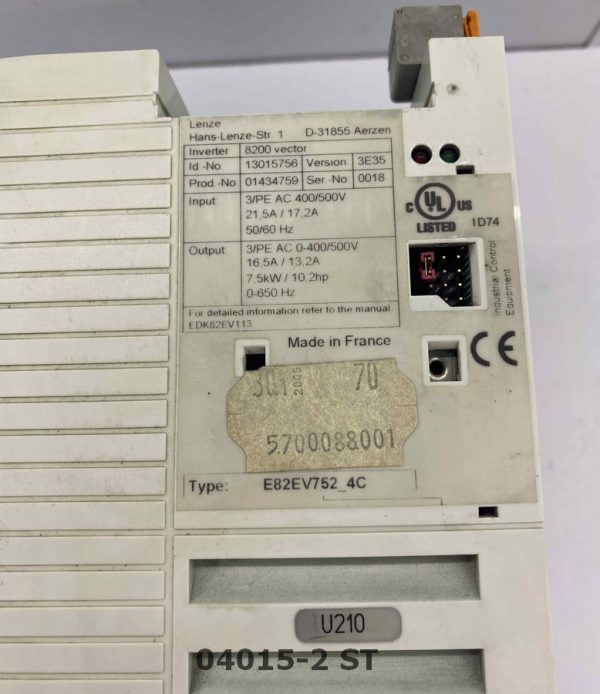 Lenze
Hans-Lenze-Str. 1 D-31855 Aerzen
Inverter 8200 vector
Id -No. 13015756 Version 3E35
Prod -No 01434759 Ser -No 0018
Input 3/PE AC 400/500V
21,5A / 17,2A
50/60 Hz
Output 3/PE AC 0-400/500V
16,5A / 13,2A
7,5kW / 10,2hp
0-650 Hz
For detailed information refer to the manual
EDK82EV113
C UL US
LISTED 1D74
Industrial Control
Equipment
Made in France
CE
2006 70
5700088001
Type: E82EV752_4C
U210
04015-2 ST